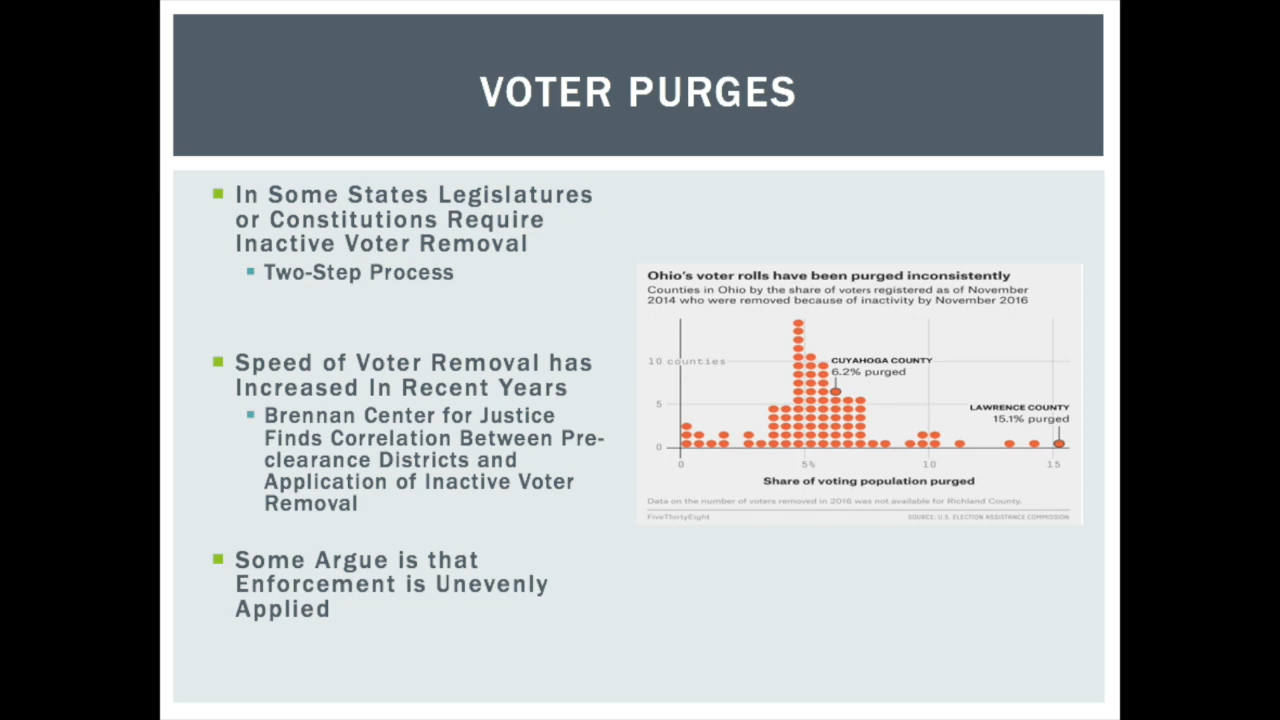 VOTER PURGES
In Some States Legislatures
or Constitutions Require
Inactive Voter Removal
Two-Step Process
Speed of Voter Removal has
Increased In Recent Years
Brennan Center for Justice
Finds Correlation Between Pre-
clearance Districts and
Application of Inactive Voter
Removal
Some Argue is that
Enforcement is Unevenly
Applied
Ohio's voter rolls have been purged inconsistently
Counties in Ohio by the share of voters registered as of November
2014 who were removed because of inactivity by November 2016
10 counties
CUYAHOGA COUNTY
6.2% purged
5
LAWRENCE COUNTY
15.1% purged
0
0 5% 10 15
Share of voting population purged
Data on the number of voters removed in 2016 was not available for Richland County.
FiveThirtyEight SOURCE: U.S. ELECTION ASSISTANCE COMMISSION